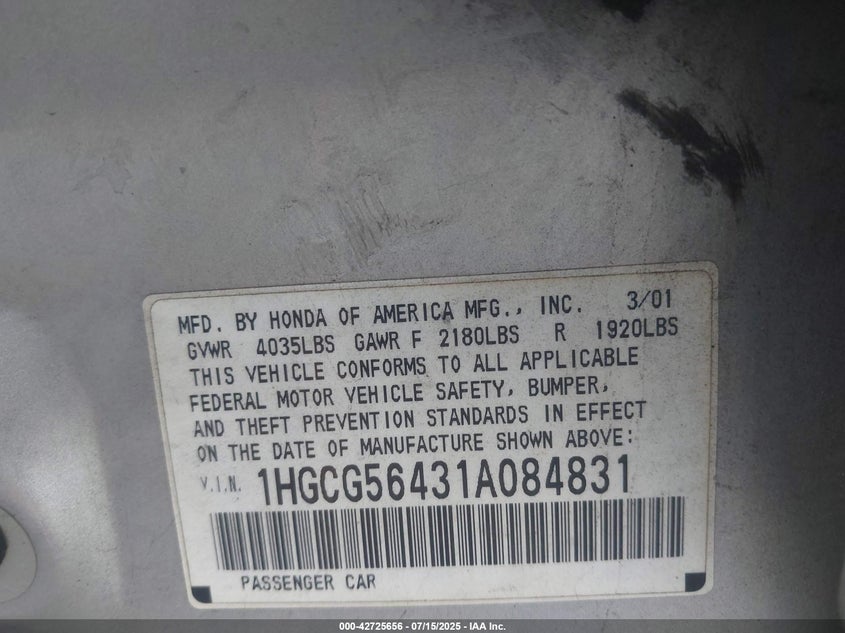 MFD. BY HONDA OF AMERICA MFG., INC. 3/01
GVWR 4035LBS GAWR F 2180LBS R 1920LBS
THIS VEHICLE CONFORMS TO ALL APPLICABLE
FEDERAL MOTOR VEHICLE SAFETY, BUMPER,
AND THEFT PREVENTION STANDARDS IN EFFECT
ON THE DATE OF MANUFACTURE SHOWN ABOVE:
V.I.N. 1HGCG56431A084831
PASSENGER CAR
000-42725656 - 07/15/2025 - IAA Inc.